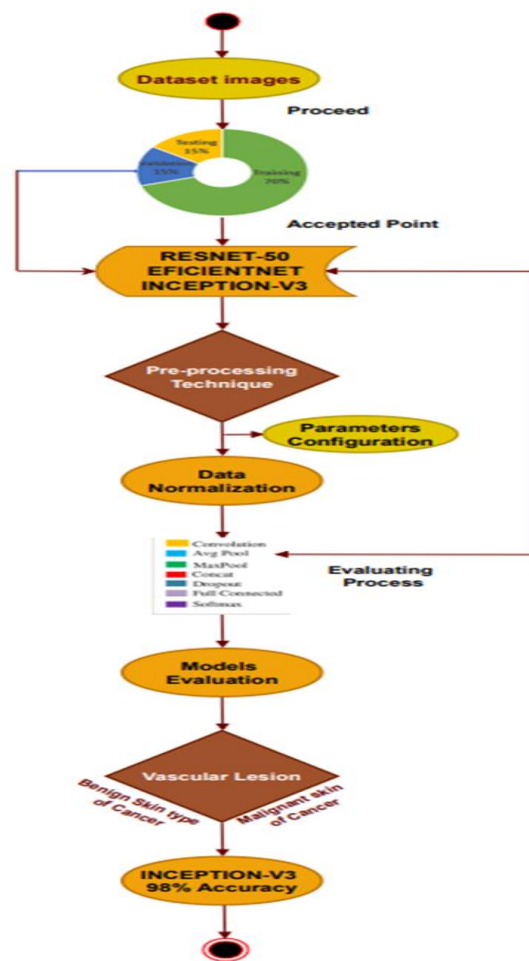 Dataset images
Proceed
Testing
15%
Validation
15%
Training
70%
Accepted Point
RESNET-50
EFICIENTNET
INCEPTION-V3
Pre-processing
Technique
Parameters
Configuration
Data
Normalization
Convolution
Avg Pool
MaxPool
Concat
Dropout
Full Connected
Softmax
Evaluating
Process
Models
Evaluation
Vascular Lesion
Benign Skin type
of Cancer
Malignant skin
of Cancer
INCEPTION-V3
98% Accuracy